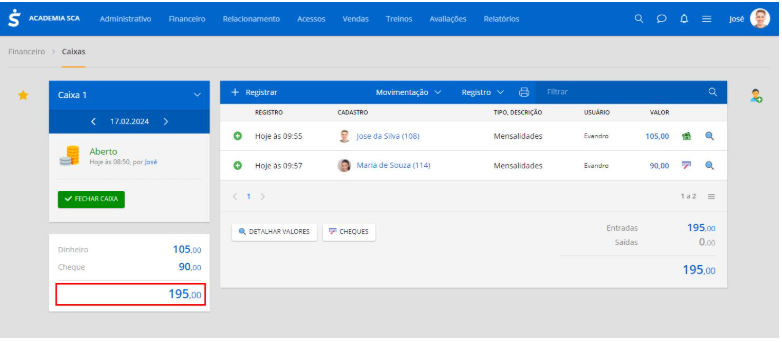 ACADEMIA SCA Administrativo Financeiro Relacionamento Acessos Vendas Treinos Avaliações Relatórios José
Financeiro > Caixas
Caixa 1
17.02.2024
Aberto
Hoje às 08:50, por José
FECHAR CAIXA
Dinheiro 105,00
Cheque 90,00
195,00
+ Registrar Movimentação Registro Filtrar
REGISTRO CADASTRO TIPO, DESCRIÇÃO USUÁRIO VALOR
Hoje às 09:55 Jose da Silva (108) Mensalidades Evandro 105,00
Hoje às 09:57 Maria de Souza (114) Mensalidades Evandro 90,00
< 1 > 1 a 2
DETALHAR VALORES CHEQUES
Entradas 195,00
Saídas 0,00
195,00